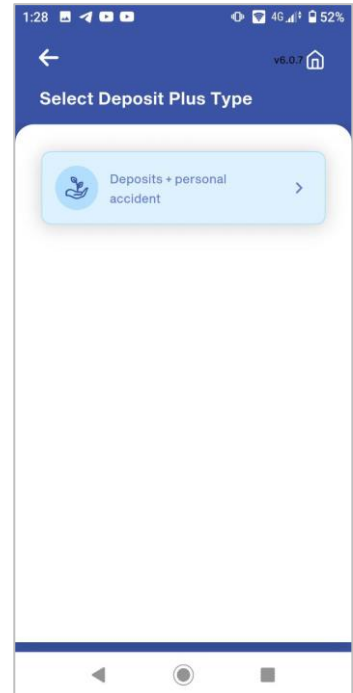 1:28 4G 52%
v6.0.7
Select Deposit Plus Type
Deposits + personal
accident